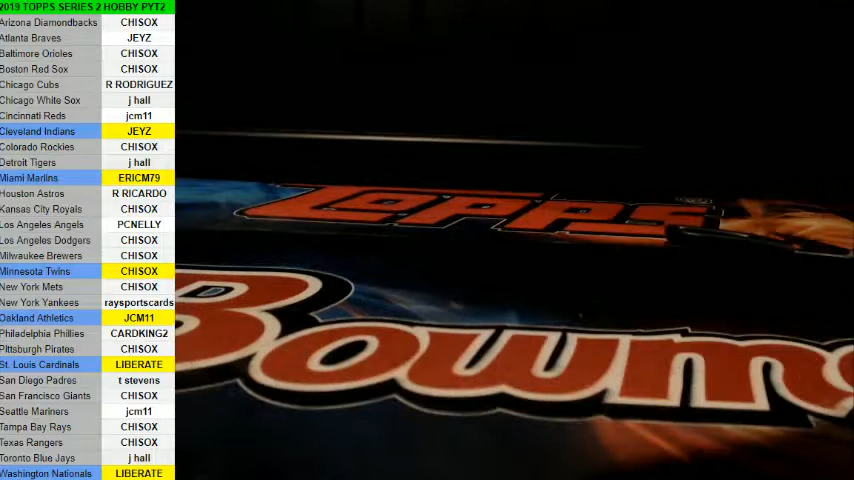 2019 TOPPS SERIES 2 HOBBY PYT2
Arizona Diamondbacks CHISOX
Atlanta Braves JEYZ
Baltimore Orioles CHISOX
Boston Red Sox CHISOX
Chicago Cubs R RODRIGUEZ
Chicago White Sox j hall
Cincinnati Reds jcm11
Cleveland Indians JEYZ
Colorado Rockies CHISOX
Detroit Tigers j hall
Miami Marlins ERICM79
Houston Astros R RICARDO
Kansas City Royals CHISOX
Los Angeles Angels PCNELLY
Los Angeles Dodgers CHISOX
Milwaukee Brewers CHISOX
Minnesota Twins CHISOX
New York Mets CHISOX
New York Yankees raysportscards
Oakland Athletics JCM11
Philadelphia Phillies CARDKING2
Pittsburgh Pirates CHISOX
St. Louis Cardinals LIBERATE
San Diego Padres t stevens
San Francisco Giants CHISOX
Seattle Mariners jcm11
Tampa Bay Rays CHISOX
Texas Rangers CHISOX
Toronto Blue Jays j hall
Washington Nationals LIBERATE
Topps
Bowm